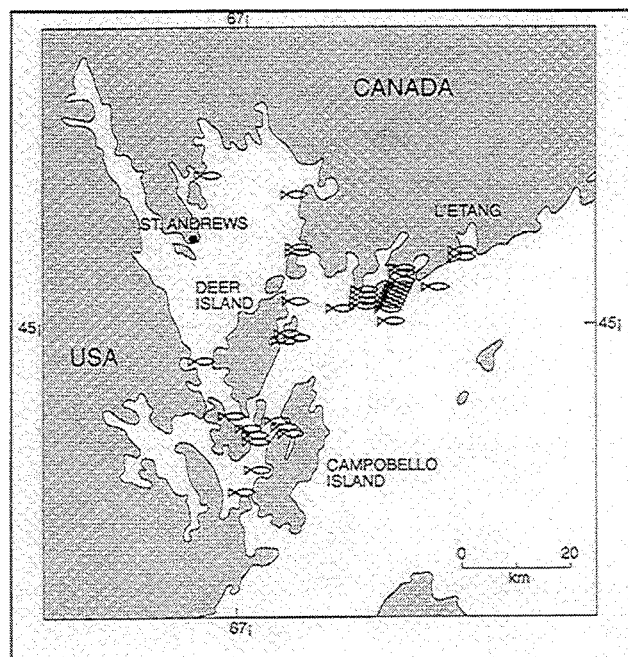 67¡
CANADA
L'ETANG
ST. ANDREWS
DEER
ISLAND
45¡
45¡
USA
CAMPOBELLO
ISLAND
0 20
km
67¡